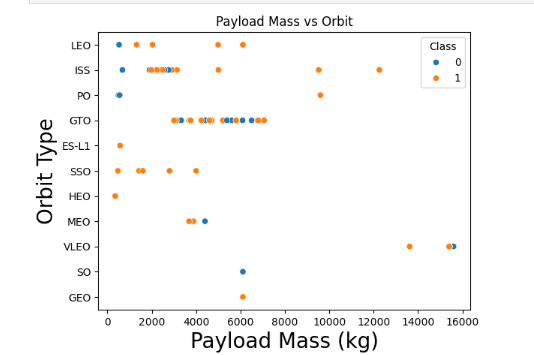 Payload Mass vs Orbit
Class
0
1
LEO
ISS
PO
GTO
ES-L1
SSO
HEO
MEO
VLEO
SO
GEO
Orbit Type
0 2000 4000 6000 8000 10000 12000 14000 16000
Payload Mass (kg)